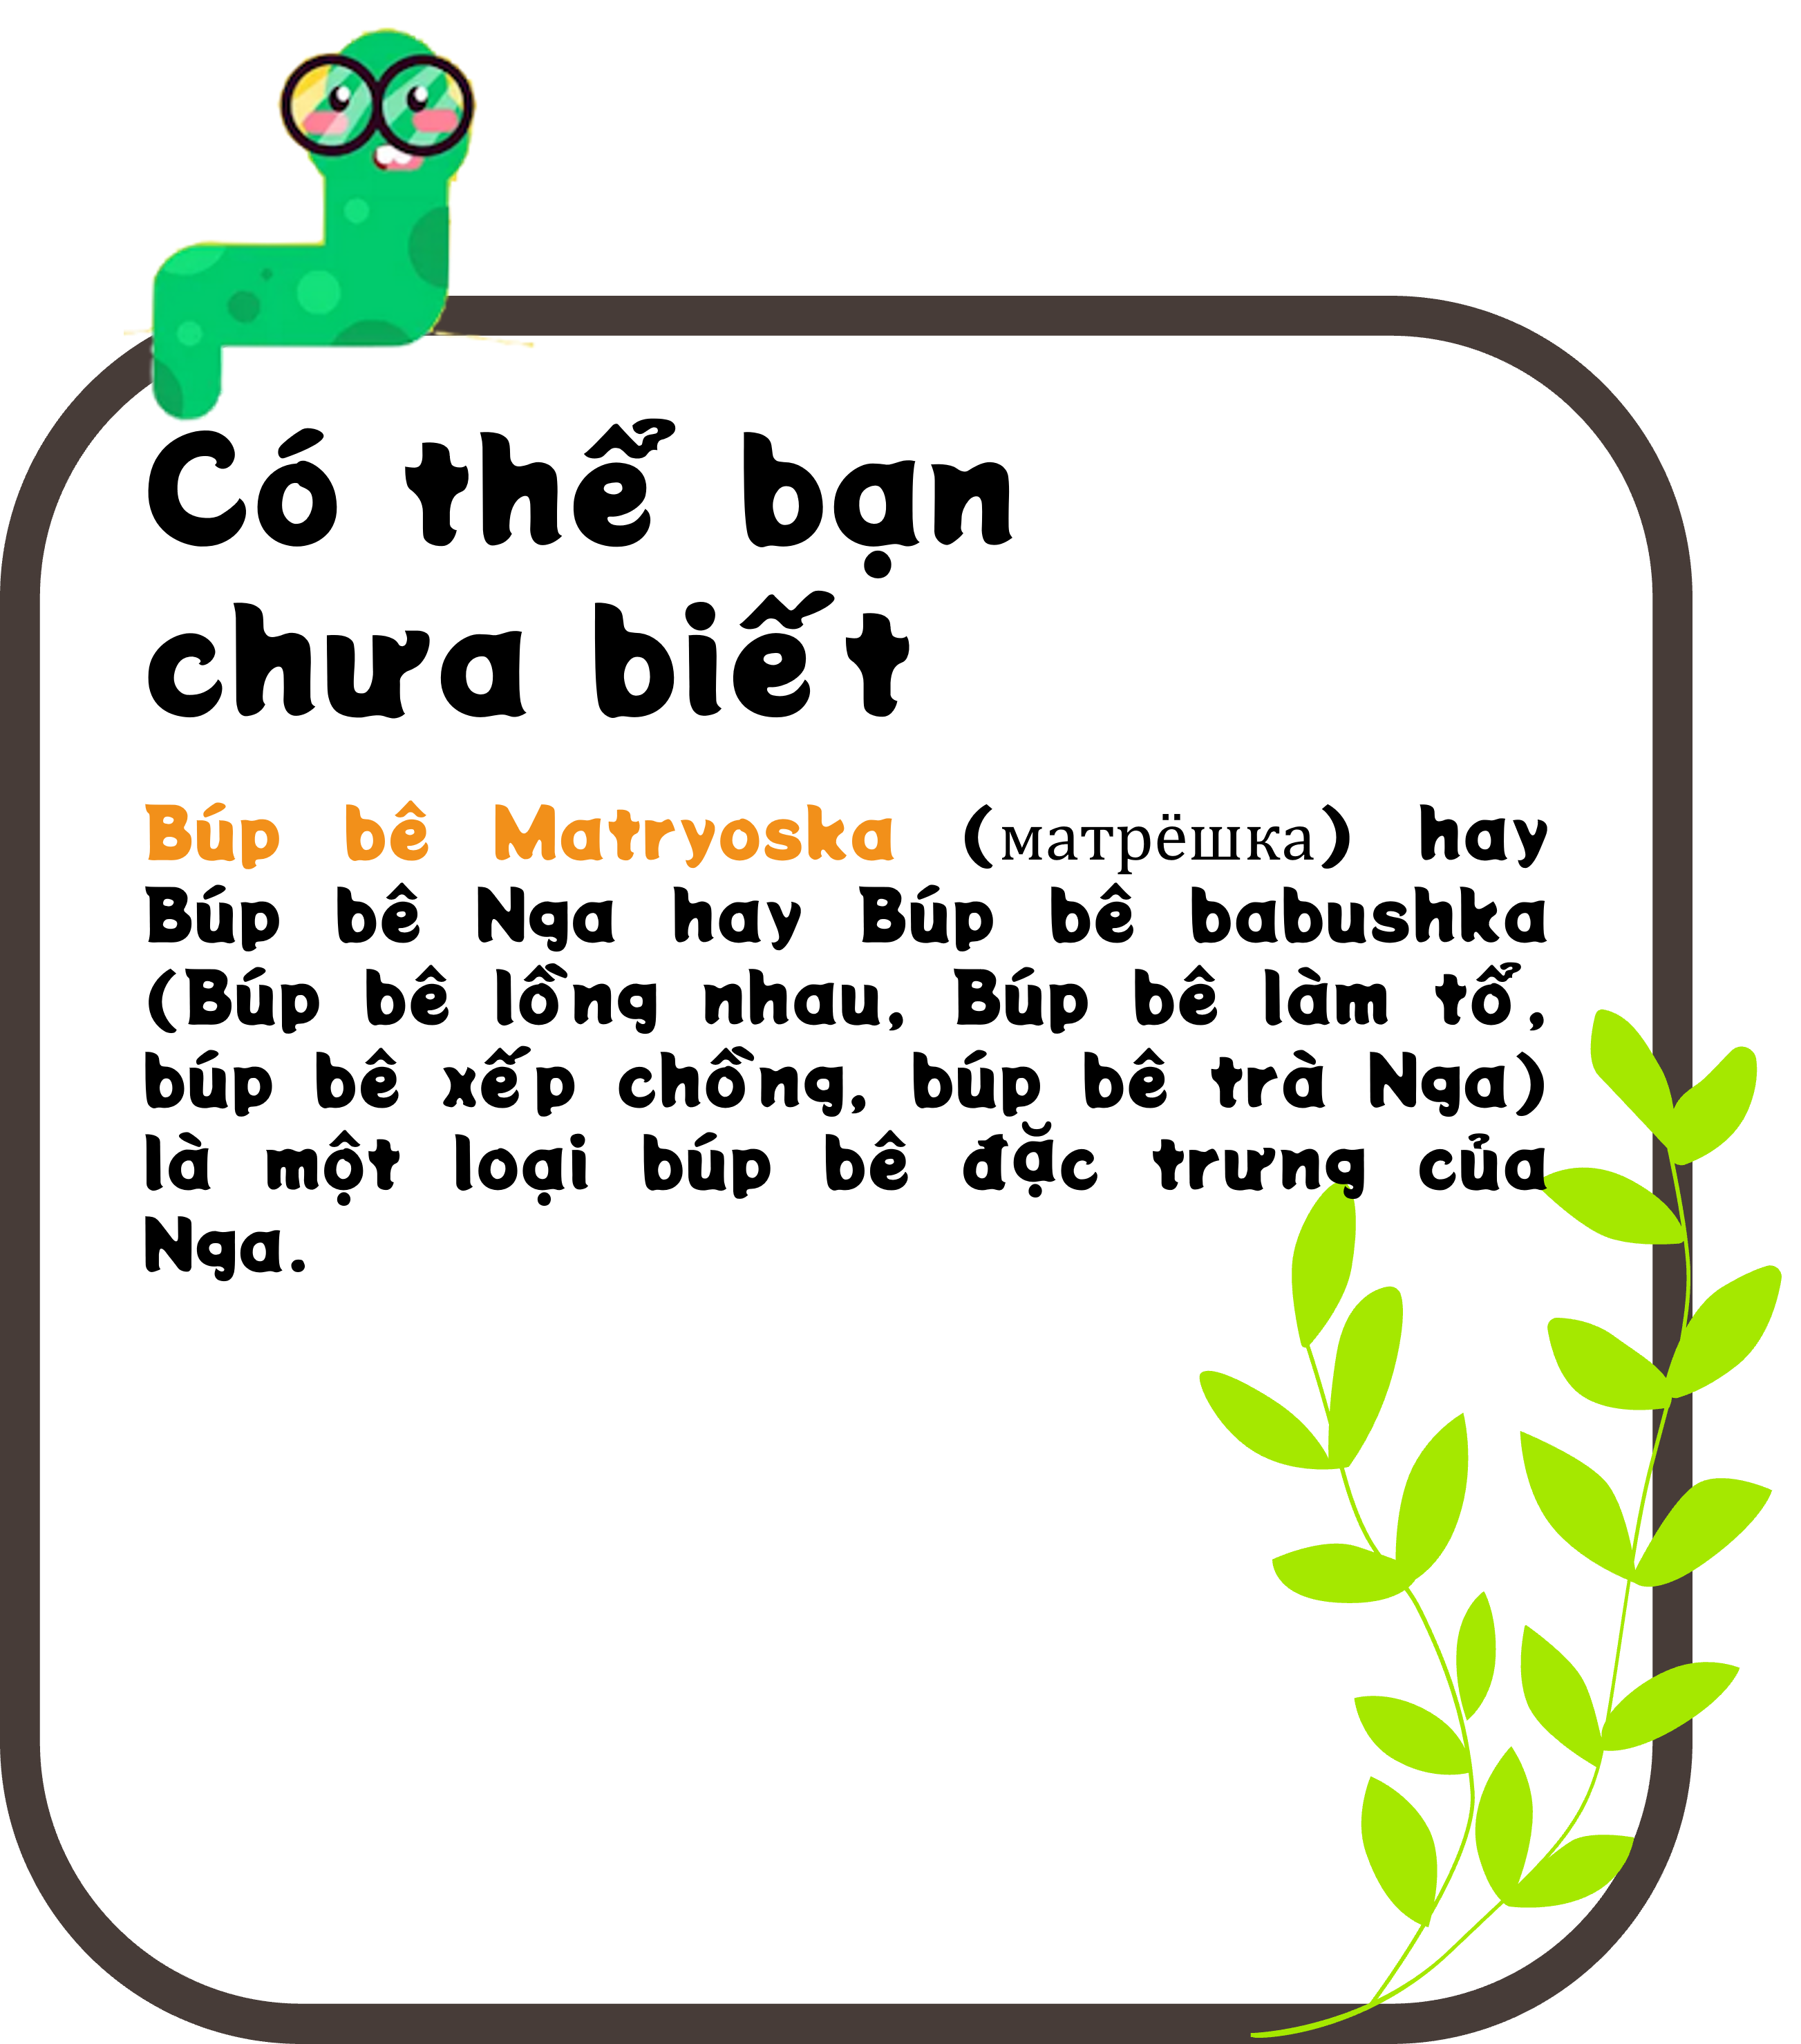 Có thể bạn
chưa biết
Búp bê Matryoska (матрёшка) hay
Búp bê Nga hay Búp bê babushka
(Búp bê lồng nhau, Búp bê làm tổ,
búp bê xếp chồng, búp bê trà Nga)
là một loại búp bê đặc trưng của
Nga.